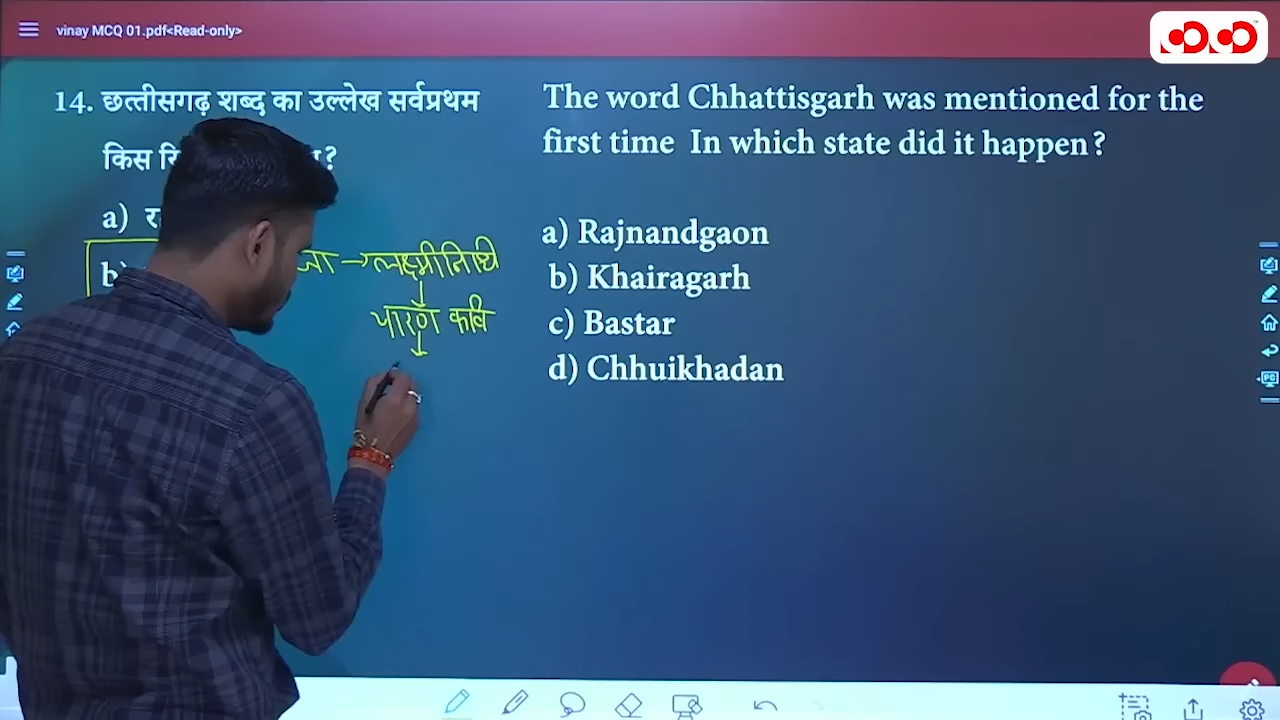 vinay MCQ 01.pdf<Read-only>
14. छत्तीसगढ़ शब्द का उल्लेख सर्वप्रथम
किस
a)
b)
लक्ष्मीनिधि
चारण कवि
The word Chhattisgarh was mentioned for the
first time In which state did it happen?
a) Rajnandgaon
b) Khairagarh
c) Bastar
d) Chhuikhadan